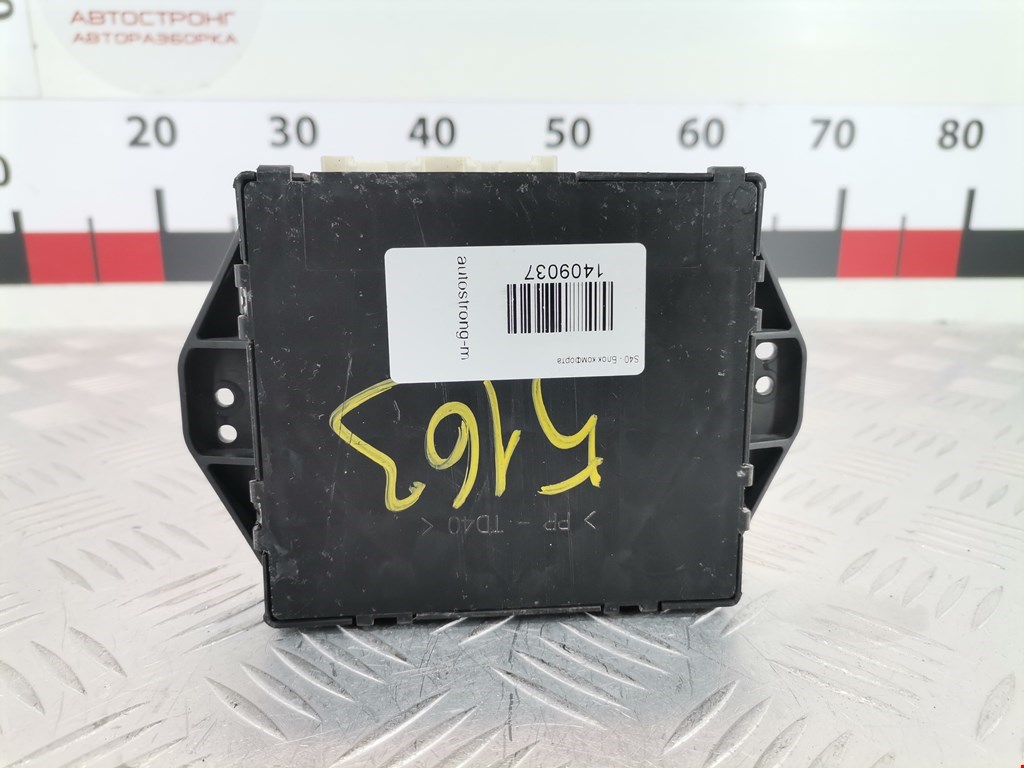 АВТОСТРОНГ
АВТОРАЗБОРКА
20 30 40 50 60 70 80
S40 - Блок комфорта
1409037
autostrong-m
5163
> PP - TD40 <